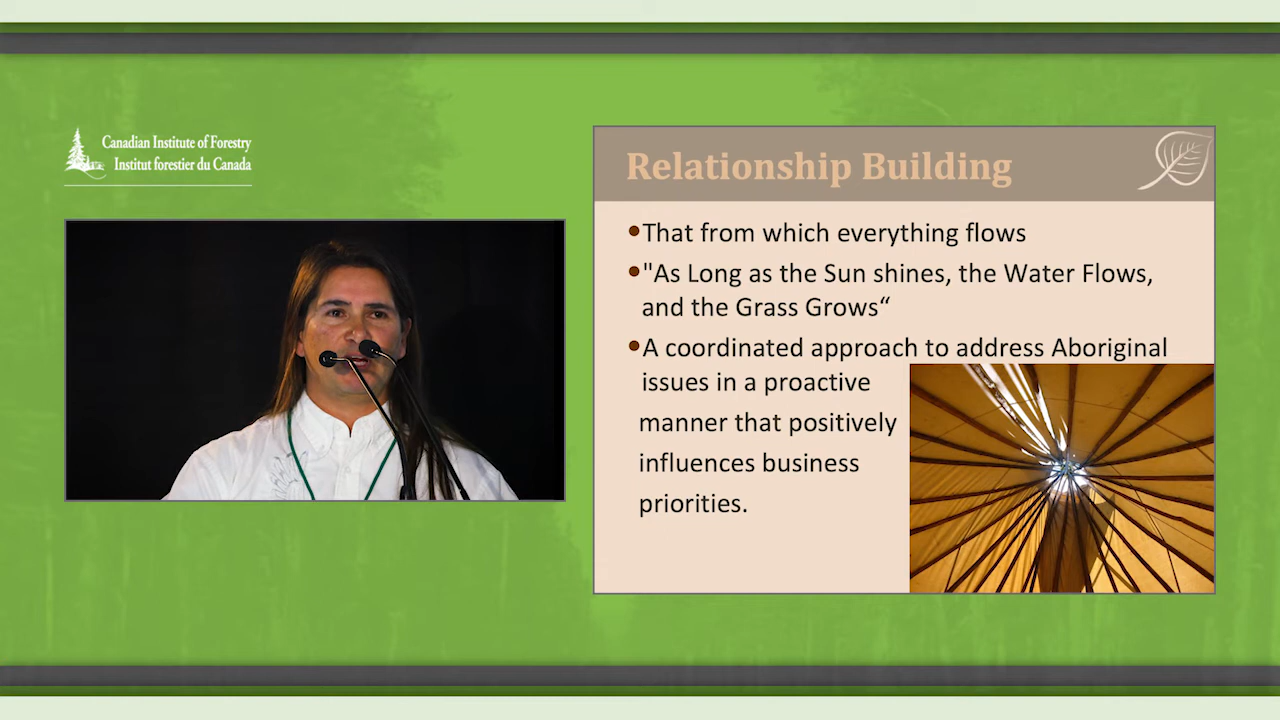 Canadian Institute of Forestry
Institut forestier du Canada
Relationship Building
•That from which everything flows
•"As Long as the Sun shines, the Water Flows,
and the Grass Grows“
•A coordinated approach to address Aboriginal
issues in a proactive
manner that positively
influences business
priorities.